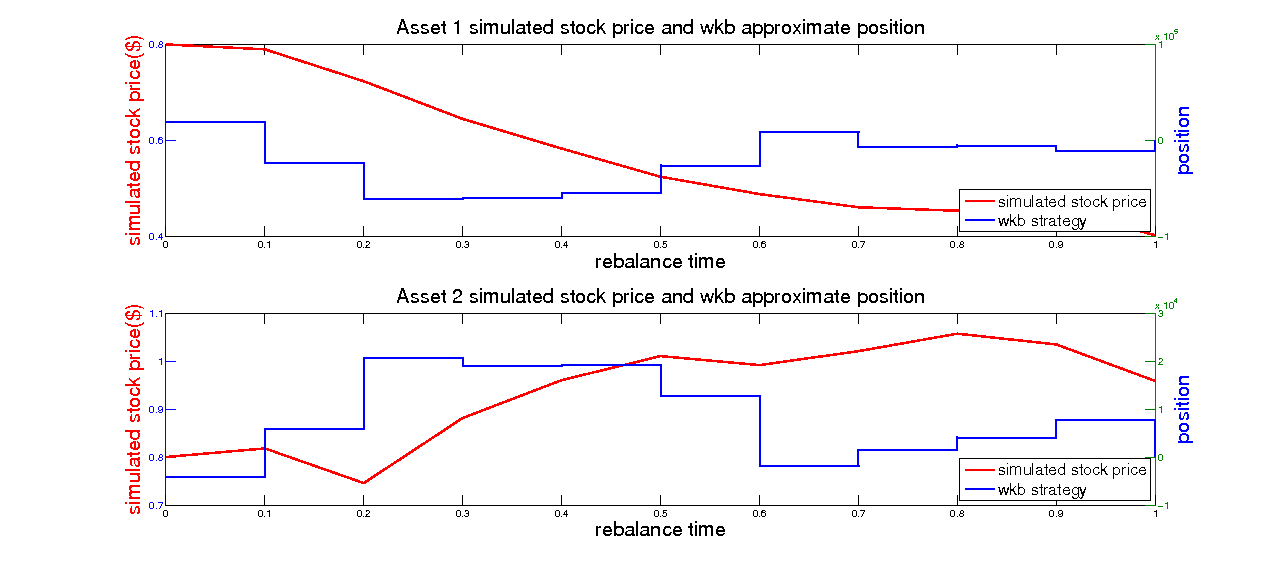 Asset 1 simulated stock price and wkb approximate position
simulated stock price($)
0.8
0.6
0.4
x 10
1
0
-1
position
simulated stock price
wkb strategy
0 0.1 0.2 0.3 0.4 0.5 0.6 0.7 0.8 0.9 1
rebalance time
Asset 2 simulated stock price and wkb approximate position
simulated stock price($)
1.1
1
0.9
0.8
0.7
x 10^4
3
2
1
0
-1
position
simulated stock price
wkb strategy
0 0.1 0.2 0.3 0.4 0.5 0.6 0.7 0.8 0.9 1
rebalance time